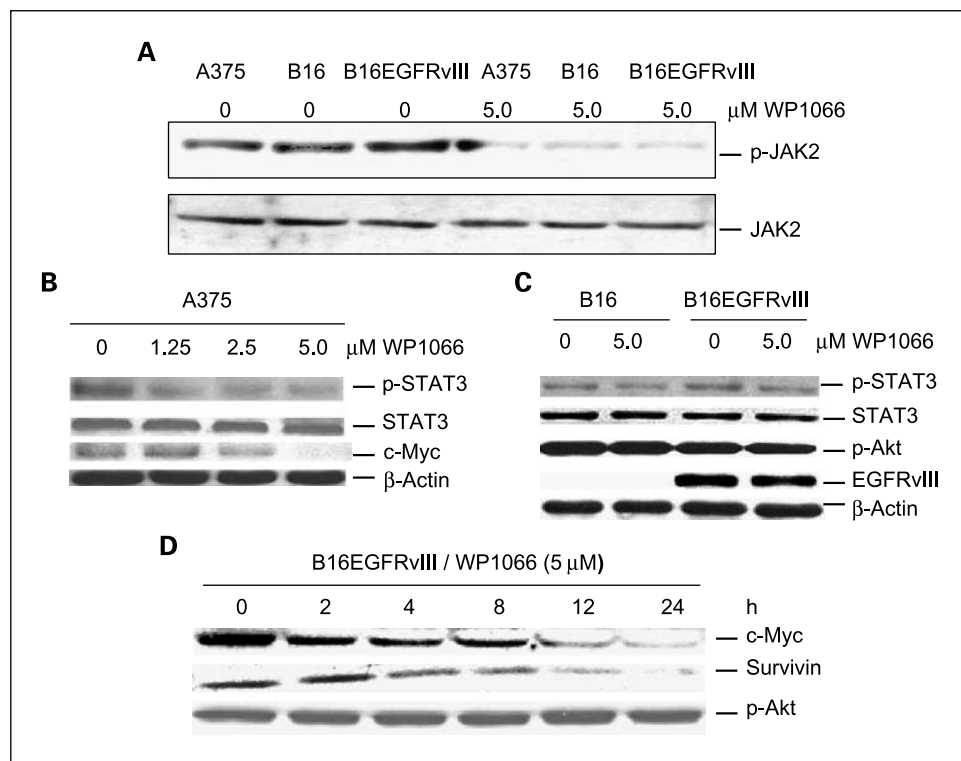 A
A375 B16 B16EGFRvIII A375 B16 B16EGFRvIII
0 0 0 5.0 5.0 5.0 μM WP1066
p-JAK2
JAK2
B
A375
0 1.25 2.5 5.0 μM WP1066
p-STAT3
STAT3
c-Myc
β-Actin
C
B16 B16EGFRvIII
0 5.0 0 5.0 μM WP1066
p-STAT3
STAT3
p-Akt
EGFRvIII
β-Actin
D
B16EGFRvIII / WP1066 (5 μM)
0 2 4 8 12 24 h
c-Myc
Survivin
p-Akt